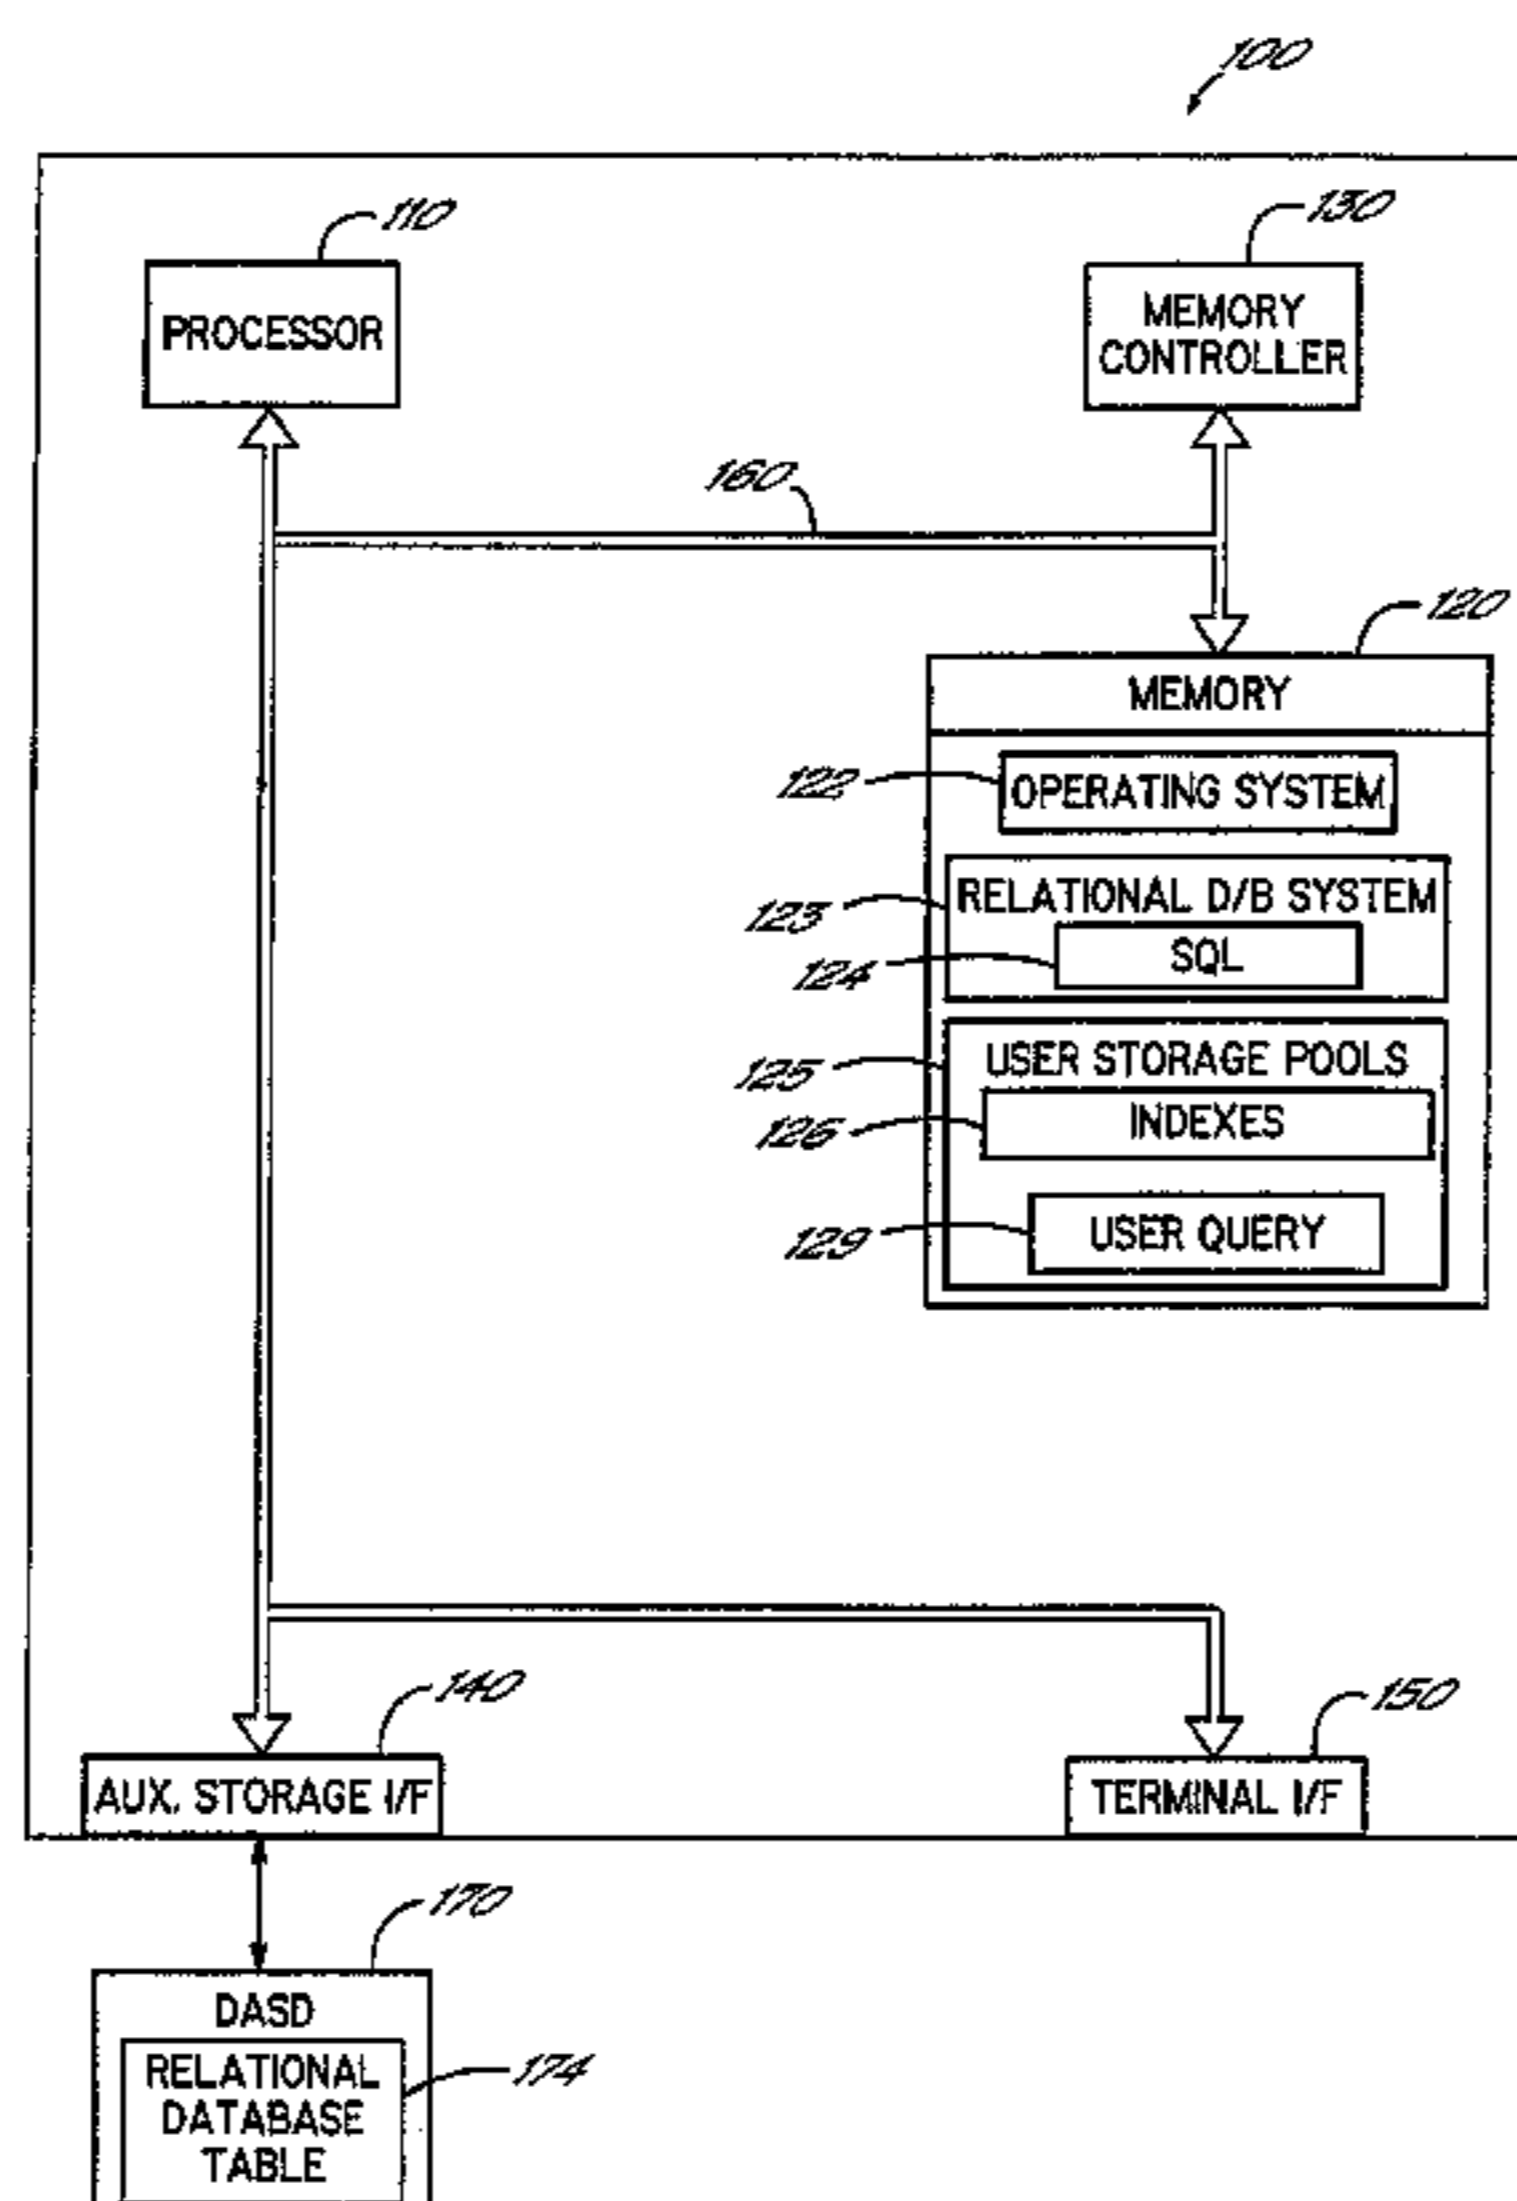 100
110
130
PROCESSOR
MEMORY
CONTROLLER
160
120
MEMORY
122
OPERATING SYSTEM
123
RELATIONAL D/B SYSTEM
124
SQL
125
USER STORAGE POOLS
126
INDEXES
129
USER QUERY
140
150
AUX. STORAGE I/F
TERMINAL I/F
170
DASD
174
RELATIONAL
DATABASE
TABLE